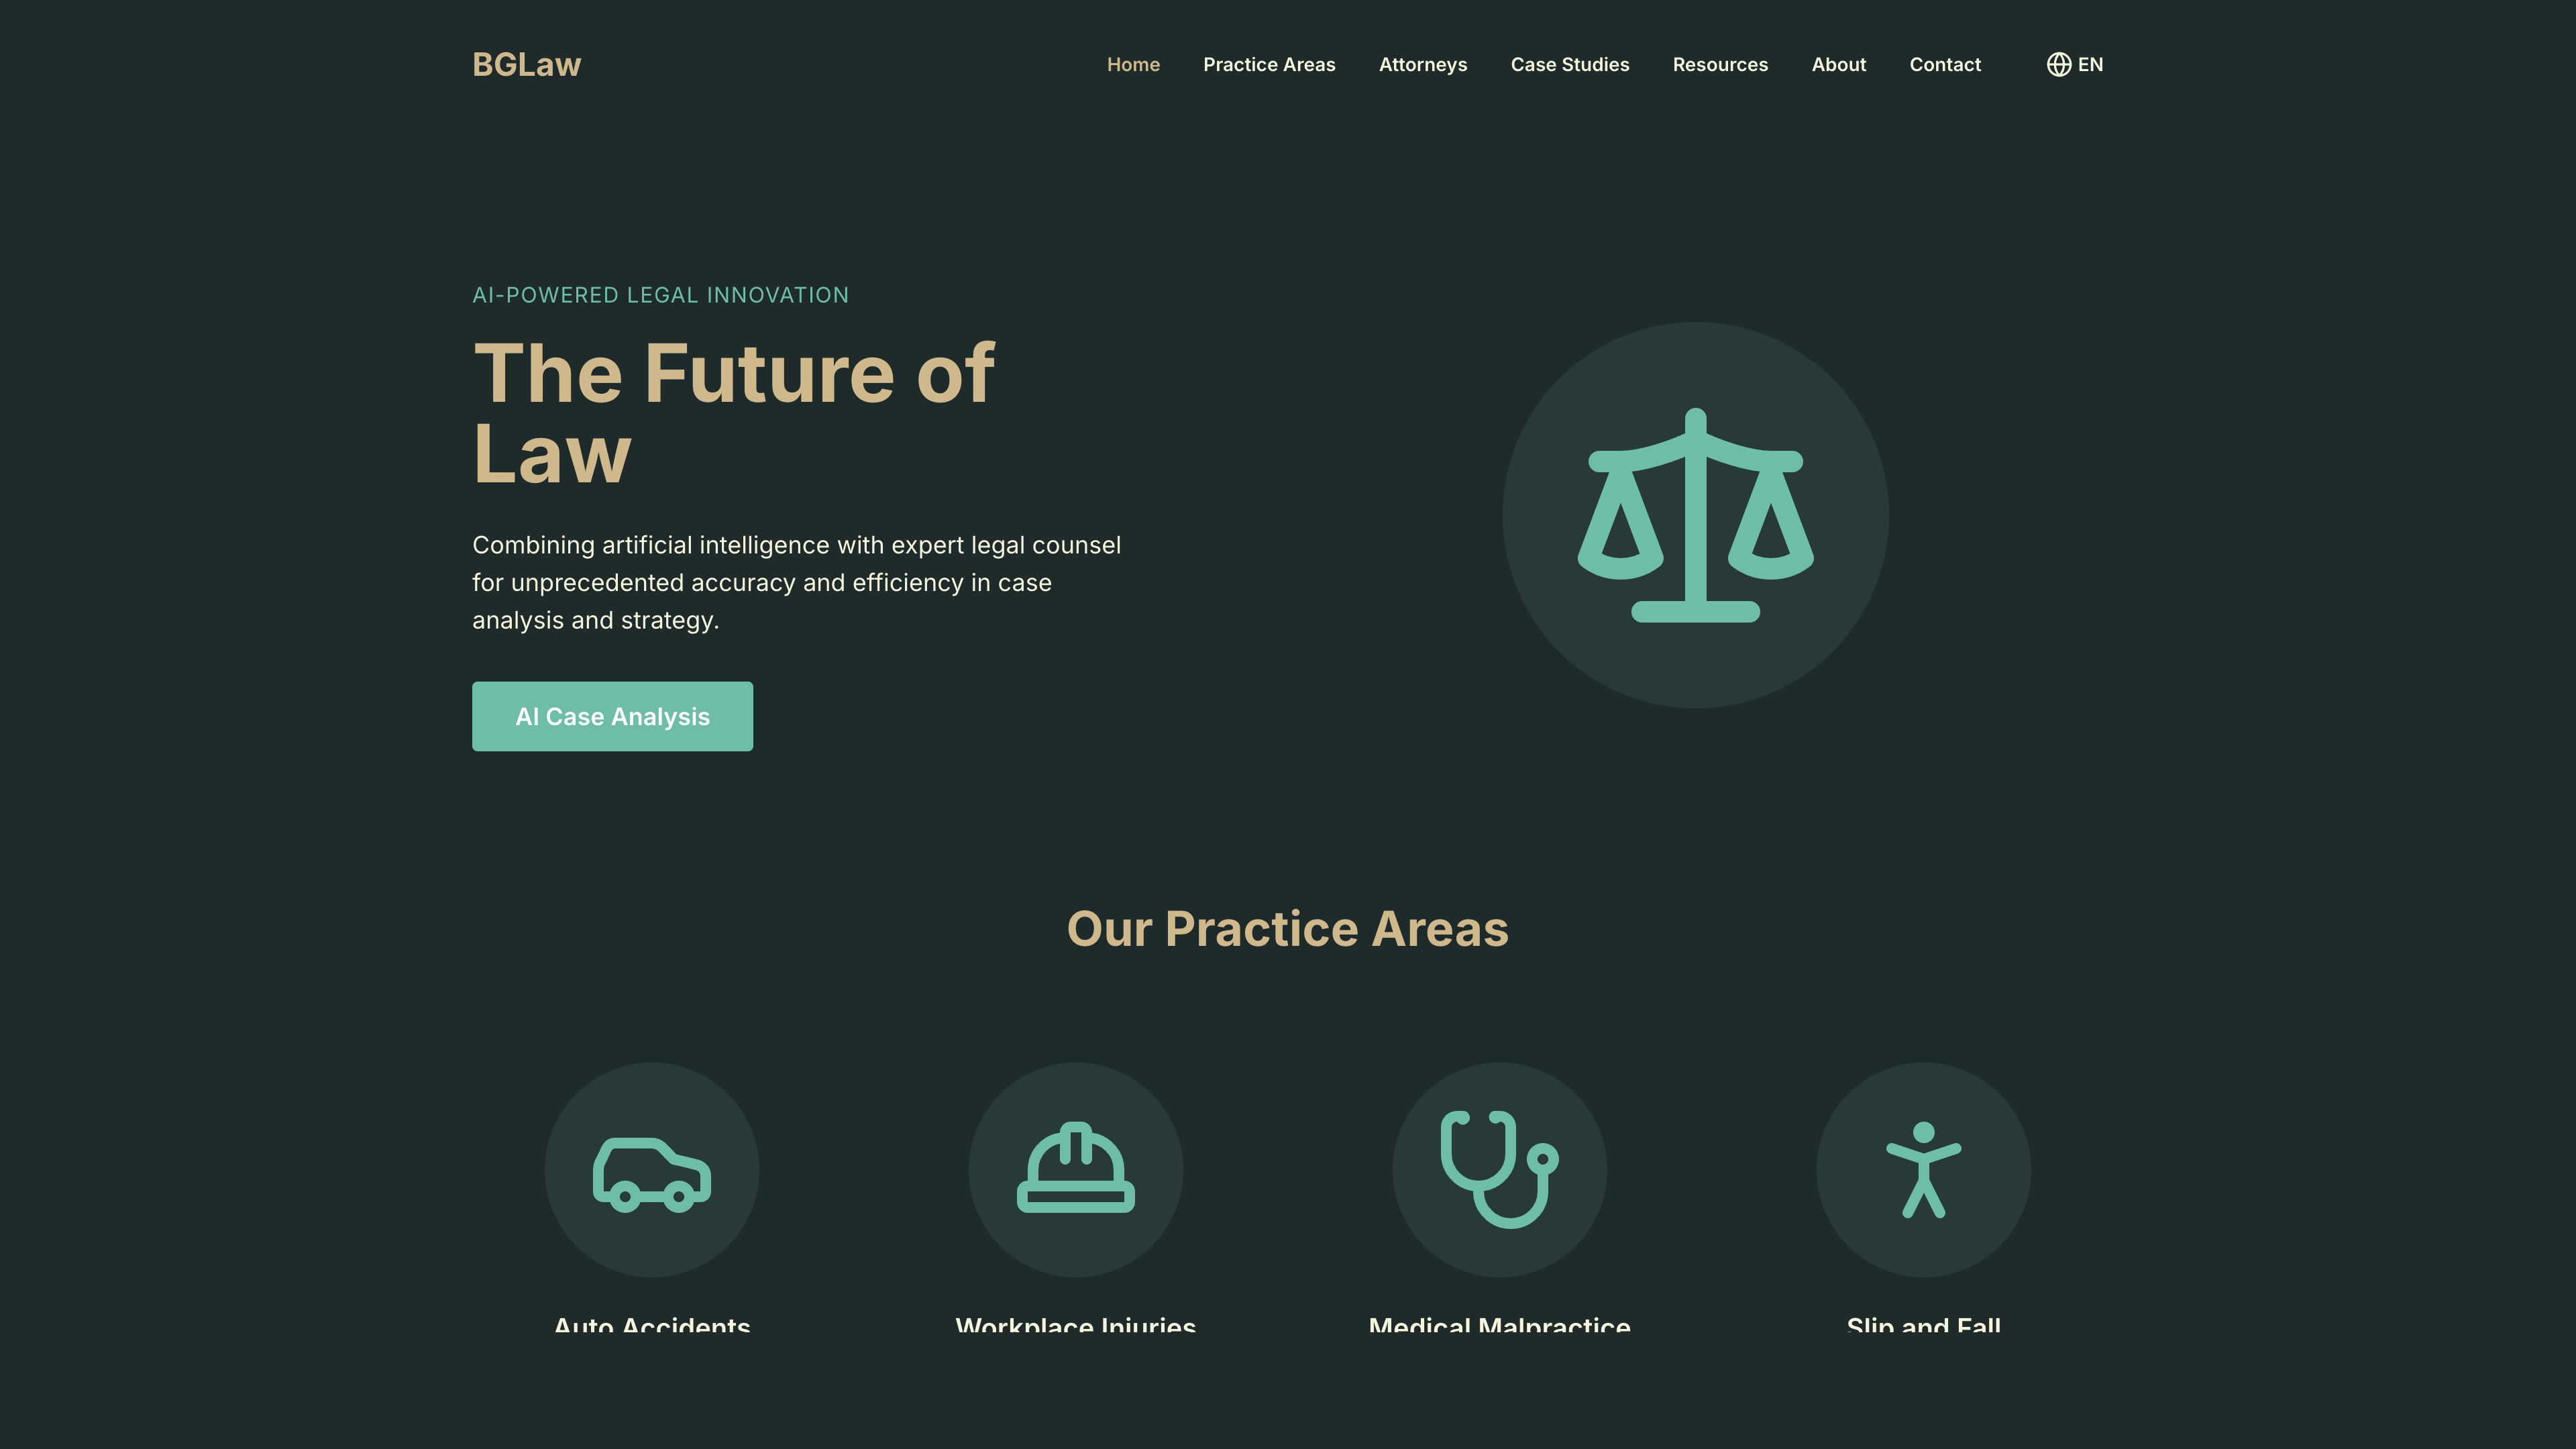 BGLaw
Home
Practice Areas
Attorneys
Case Studies
Resources
About
Contact
EN
AI-POWERED LEGAL INNOVATION
The Future of
Law
Combining artificial intelligence with expert legal counsel
for unprecedented accuracy and efficiency in case
analysis and strategy.
AI Case Analysis
Our Practice Areas
Auto Accidents
Workplace Injuries
Medical Malpractice
Slip and Fall